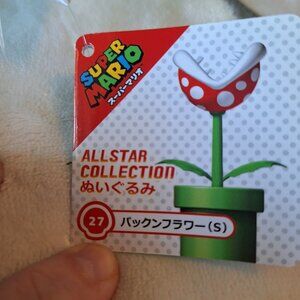 SUPER
MARIO
スーパーマリオ
ALLSTAR
COLLECTION
ぬいぐるみ
27 パックンフラワー(S)